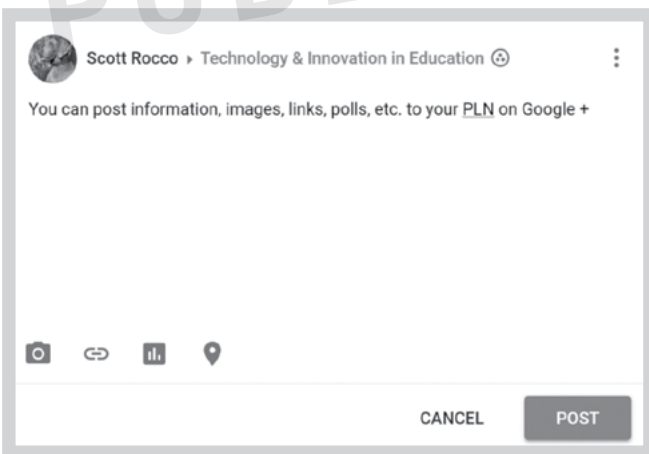 Scott Rocco ▸ Technology & Innovation in Education
You can post information, images, links, polls, etc. to your PLN on Google +
CANCEL POST